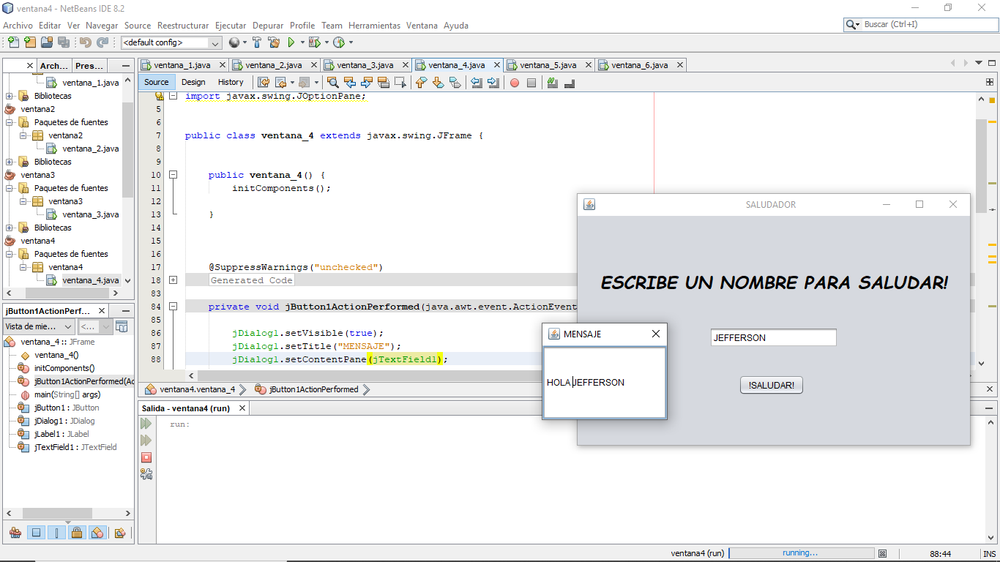 ventana4 - NetBeans IDE 8.2
Archivo Editar Ver Navegar Source Reestructurar Ejecutar Depurar Profile Team Herramientas Ventana Ayuda
Buscar (Ctrl+I)
<default config>
Arch... Pres...
ventana_1.java ventana_2.java ventana_3.java ventana_4.java ventana_5.java ventana_6.java
Source Design History
ventana_1.java
Bibliotecas
ventana2
Paquetes de fuentes
ventana2
ventana_2.java
Bibliotecas
ventana3
Paquetes de fuentes
ventana3
ventana_3.java
Bibliotecas
ventana4
Paquetes de fuentes
ventana4
ventana_4.java
import javax.swing.JOptionPane;
5
6
7 public class ventana_4 extends javax.swing.JFrame {
8
9
10 public ventana_4() {
11 initComponents();
12
13 }
14
15
16
17 @SuppressWarnings("unchecked")
18 Generated Code
83
84 private void jButton1ActionPerformed(java.awt.event.ActionEvent
85
86 jDialog1.setVisible(true);
87 jDialog1.setTitle("MENSAJE");
88 jDialog1.setContentPane(jTextField1);
SALUDADOR
ESCRIBE UN NOMBRE PARA SALUDAR!
JEFFERSON
!SALUDAR!
MENSAJE
HOLA JEFFERSON
jButton1ActionPerf...
Vista de mie... <...
ventana_4 :: JFrame
ventana_4()
initComponents()
jButton1ActionPerformed(Ac
main(String[] args)
jButton1 : JButton
jDialog1 : JDialog
jLabel1 : JLabel
jTextField1 : JTextField
ventana4.ventana_4 jButton1ActionPerformed
Salida - ventana4 (run)
run:
ventana4 (run) running... 88:44 INS